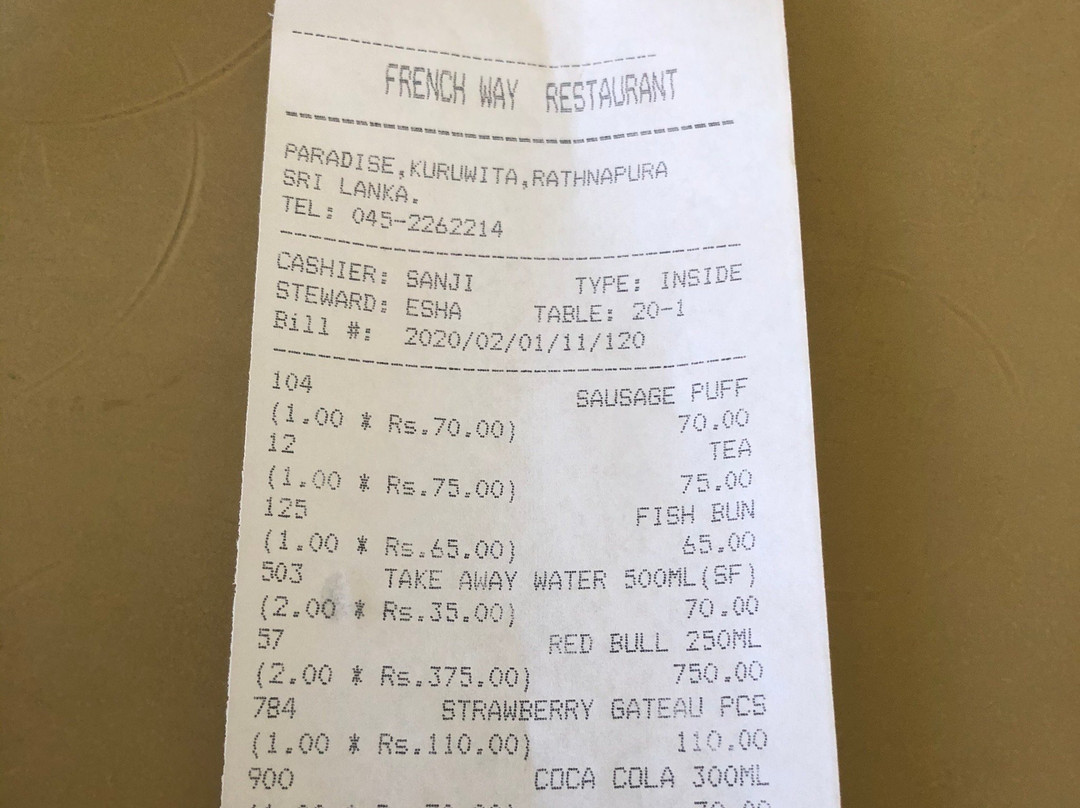 FRENCH WAY RESTAURANT
PARADISE,KURUWITA,RATHNAPURA
SRI LANKA.
TEL: 045-2262214
CASHIER: SANJI TYPE: INSIDE
STEWARD: ESHA TABLE: 20-1
Bill #: 2020/02/01/11/120
104 SAUSAGE PUFF
(1.00 * Rs.70.00) 70.00
12 TEA
(1.00 * Rs.75.00) 75.00
125 FISH BUN
(1.00 * Rs.65.00) 65.00
503 TAKE AWAY WATER 500ML(SF)
(2.00 * Rs.35.00) 70.00
57 RED BULL 250ML
(2.00 * Rs.375.00) 750.00
784 STRAWBERRY GATEAU PCS
(1.00 * Rs.110.00) 110.00
900 COCA COLA 300ML